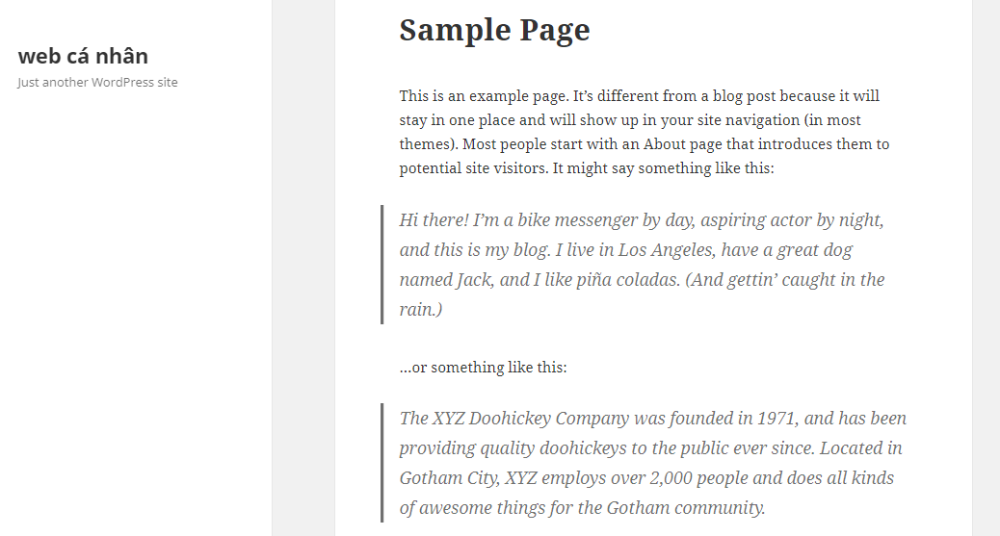 web cá nhân
Just another WordPress site
Sample Page
This is an example page. It’s different from a blog post because it will
stay in one place and will show up in your site navigation (in most
themes). Most people start with an About page that introduces them to
potential site visitors. It might say something like this:
Hi there! I’m a bike messenger by day, aspiring actor by night,
and this is my blog. I live in Los Angeles, have a great dog
named Jack, and I like piña coladas. (And gettin’ caught in the
rain.)
…or something like this:
The XYZ Doohickey Company was founded in 1971, and has been
providing quality doohickeys to the public ever since. Located in
Gotham City, XYZ employs over 2,000 people and does all kinds
of awesome things for the Gotham community.